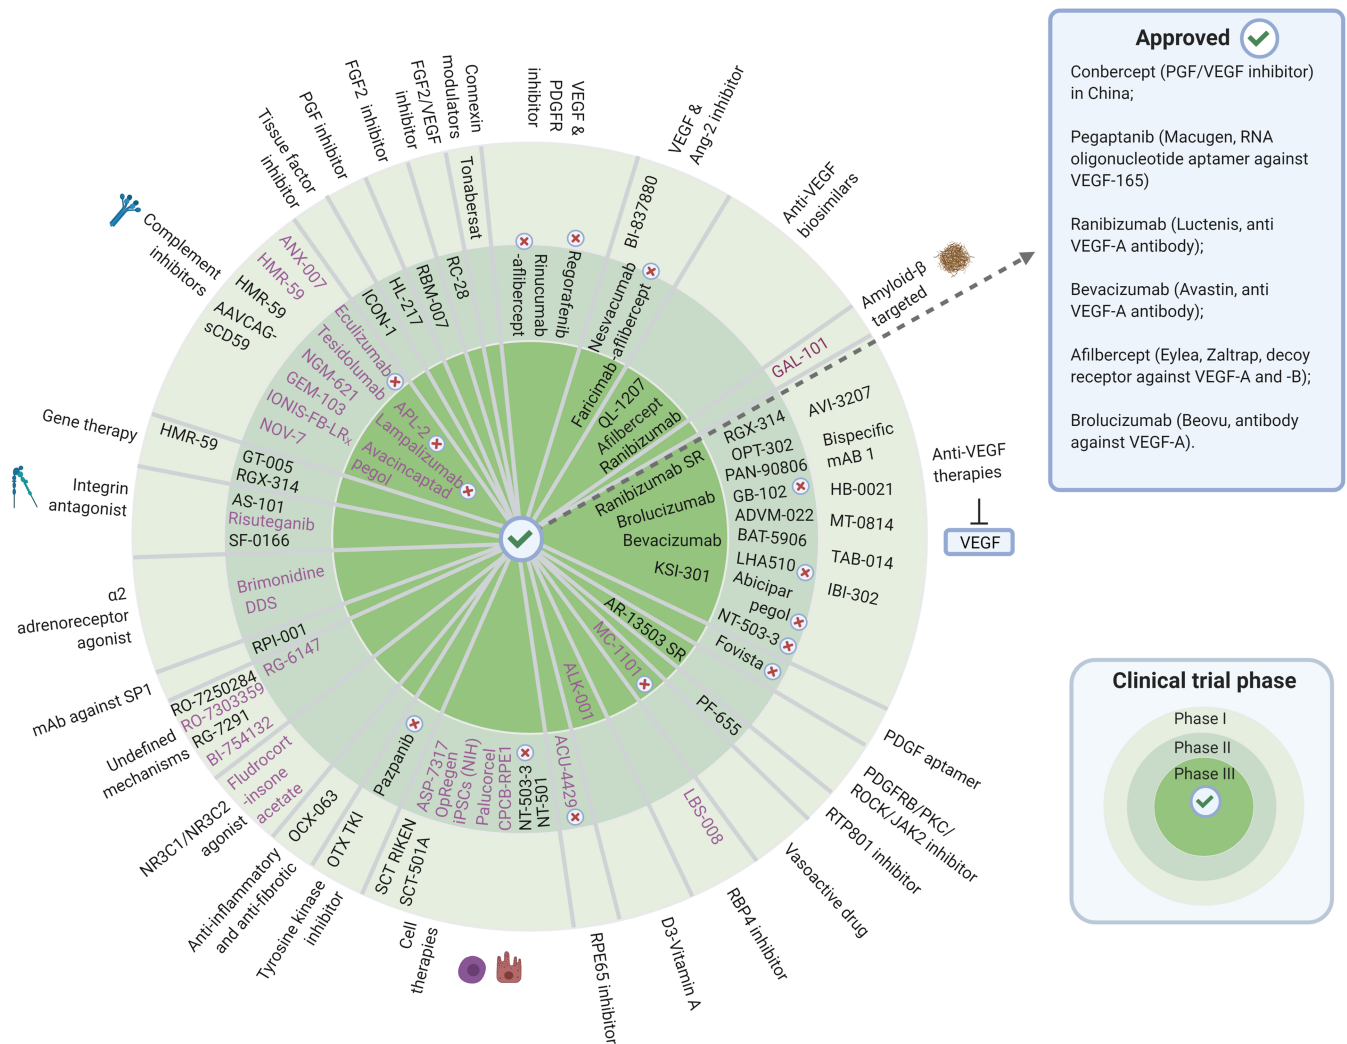 Approved
Conbercept (PGF/VEGF inhibitor)
in China;
Pegaptanib (Macugen, RNA
oligonucleotide aptamer against
VEGF-165)
Ranibizumab (Luctenis, anti
VEGF-A antibody);
Bevacizumab (Avastin, anti
VEGF-A antibody);
Afilbercept (Eylea, Zaltrap, decoy
receptor against VEGF-A and -B);
Brolucizumab (Beovu, antibody
against VEGF-A).
Clinical trial phase
Phase I
Phase II
Phase III
Complement
inhibitors
Tissue factor
inhibitor
PGF inhibitor
FGF2 inhibitor
FGF2/VEGF
inhibitor
Connexin
modulators
VEGF &
PDGFR
inhibitor
VEGF &
Ang-2 inhibitor
Anti-VEGF
biosimilars
Amyloid-β
targeted
Anti-VEGF
therapies
VEGF
PDGF aptamer
PDGFRB/PKC/
ROCK/JAK2 inhibitor
RTP801 inhibitor
Vasoactive drug
RBP4 inhibitor
D3-Vitamin A
RPE65 inhibitor
Cell
therapies
Tyrosine kinase
inhibitor
Anti-inflammatory
and anti-fibrotic
NR3C1/NR3C2
agonist
Undefined
mechanisms
mAb against SP1
α2
adrenoreceptor
agonist
Integrin
antagonist
Gene therapy
ANX-007
HMR-59
HMR-59
AAVCAG-
sCD59
Eculizumab
Tesidolumab
NGM-621
GEM-103
IONIS-FB-LRₓ
NOV-7
APL-2
Lampalizumab
Avacincaptad
pegol
ICON-1
HL-217
RBM-007
RC-28
Tonabersat
Rinucumab
-aflibercept
Regorafenib
BI-837880
Nesvacumab
-aflibercept
Faricimab
QL-1207
Afilbercept
Ranibizumab
GAL-101
RGX-314
OPT-302
PAN-90806
GB-102
ADVM-022
BAT-5906
LHA510
Abicipar
pegol
NT-503-3
AVI-3207
Bispecific
mAB 1
HB-0021
MT-0814
TAB-014
IBI-302
Ranibizumab SR
Brolucizumab
Bevacizumab
KSI-301
Fovista
AR-13503 SR
PF-655
MC-1101
LBS-008
ALK-001
ACU-4429
NT-501
NT-503-3
CPCB-RPE1
Palucorcel
iPSCs (NIH)
OpRegen
ASP-7317
SCT-501A
SCT RIKEN
Pazpanib
OTX TKI
OCX-063
Fludrocort
-insone
acetate
RG-6147
RO-7250284
RO-7303359
RG-7291
BI-754132
RPI-001
Brimonidine
DDS
AS-101
Risuteganib
SF-0166
HMR-59
GT-005
RGX-314